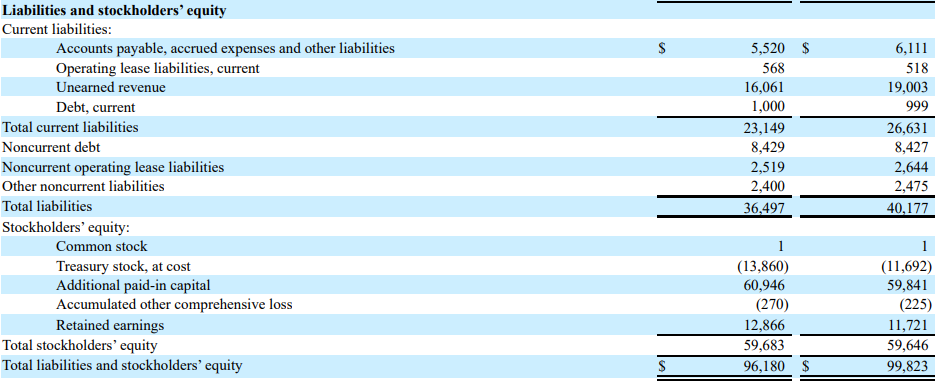 Liabilities and stockholders’ equity
Current liabilities:
Accounts payable, accrued expenses and other liabilities $ 5,520 $ 6,111
Operating lease liabilities, current 568 518
Unearned revenue 16,061 19,003
Debt, current 1,000 999
Total current liabilities 23,149 26,631
Noncurrent debt 8,429 8,427
Noncurrent operating lease liabilities 2,519 2,644
Other noncurrent liabilities 2,400 2,475
Total liabilities 36,497 40,177
Stockholders’ equity:
Common stock 1 1
Treasury stock, at cost (13,860) (11,692)
Additional paid-in capital 60,946 59,841
Accumulated other comprehensive loss (270) (225)
Retained earnings 12,866 11,721
Total stockholders’ equity 59,683 59,646
Total liabilities and stockholders’ equity $ 96,180 $ 99,823